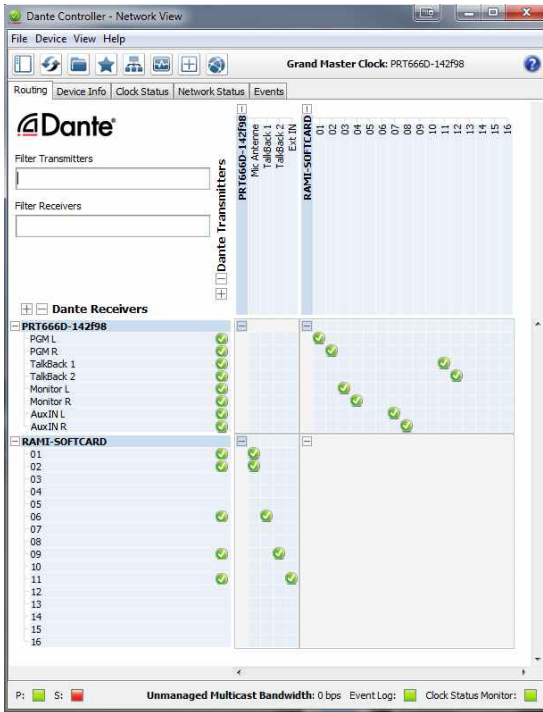 Dante Controller - Network View
File Device View Help
Grand Master Clock: PRT666D-142f98
Routing Device Info Clock Status Network Status Events
Dante
Filter Transmitters
Filter Receivers
Dante Transmitters
PRT666D-142f98
Mic Antenne
TalkBack 1
TalkBack 2
Ext IN
RAMI-SOFTCARD
01
02
03
04
05
06
07
08
09
10
11
12
13
14
15
16
Dante Receivers
PRT666D-142f98
PGM L
PGM R
TalkBack 1
TalkBack 2
Monitor L
Monitor R
AuxIN L
AuxIN R
RAMI-SOFTCARD
01
02
03
04
05
06
07
08
09
10
11
12
13
14
15
16
P: S: Unmanaged Multicast Bandwidth: 0 bps Event Log: Clock Status Monitor: